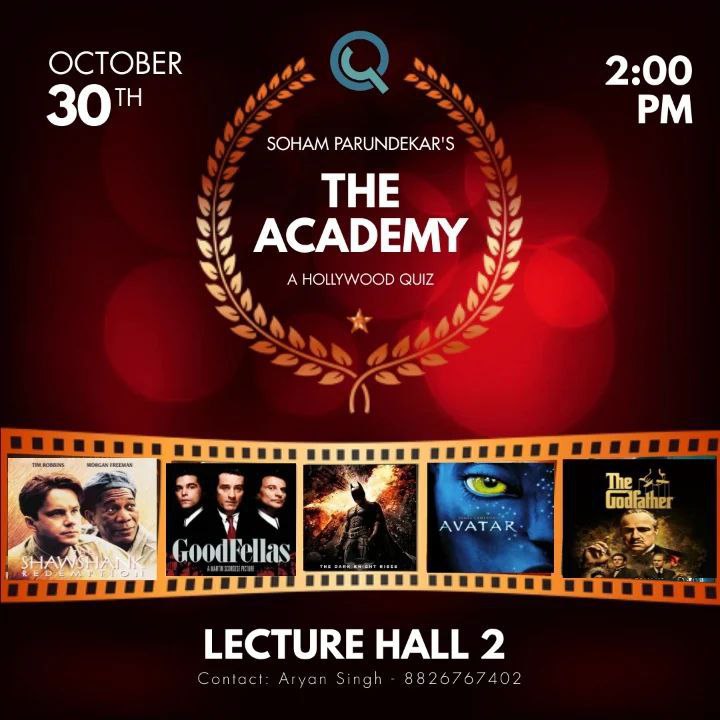 OCTOBER
30TH
2:00
PM
SOHAM PARUNDEKAR'S
THE
ACADEMY
A HOLLYWOOD QUIZ
TIM ROBBINS MORGAN FREEMAN
SHAWSHANK
REDEMPTION
GoodFellas
A MARTIN SCORSESE PICTURE
THE DARK KNIGHT RISES
AVATAR
The
Godfather
LECTURE HALL 2
Contact: Aryan Singh - 8826767402